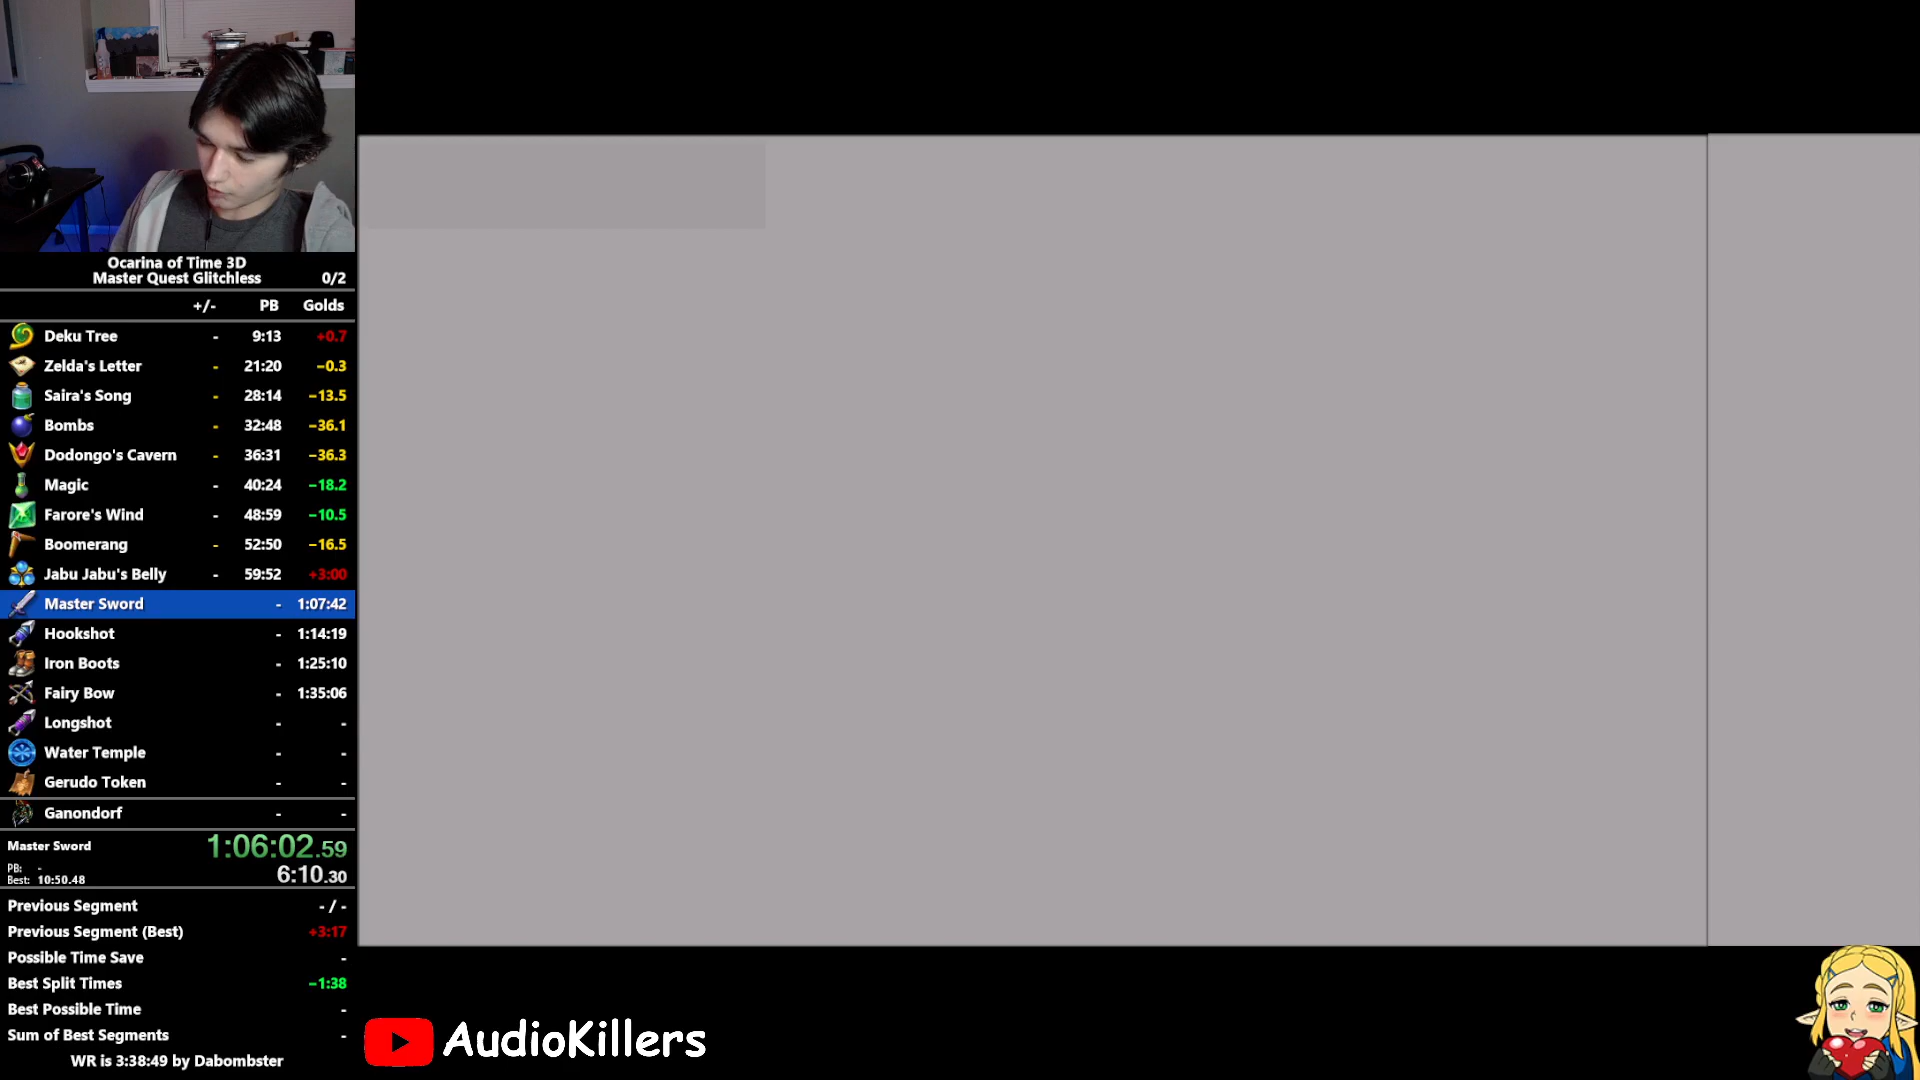 Ocarina of Time 3D
Master Quest Glitchless 0/2
+/- PB Golds
Deku Tree - 9:13 +0.7
Zelda's Letter - 21:20 −0.3
Saira's Song - 28:14 −13.5
Bombs - 32:48 −36.1
Dodongo's Cavern - 36:31 −36.3
Magic - 40:24 −18.2
Farore's Wind - 48:59 −10.5
Boomerang - 52:50 −16.5
Jabu Jabu's Belly - 59:52 +3:00
Master Sword - 1:07:42
Hookshot - 1:14:19
Iron Boots - 1:25:10
Fairy Bow - 1:35:06
Longshot - -
Water Temple - -
Gerudo Token - -
Ganondorf - -
Master Sword 1:06:02.59
PB: -
Best: 10:50.48 6:10.30
Previous Segment - / -
Previous Segment (Best) +3:17
Possible Time Save -
Best Split Times −1:38
Best Possible Time -
Sum of Best Segments -
WR is 3:38:49 by Dabombster
AudioKillers